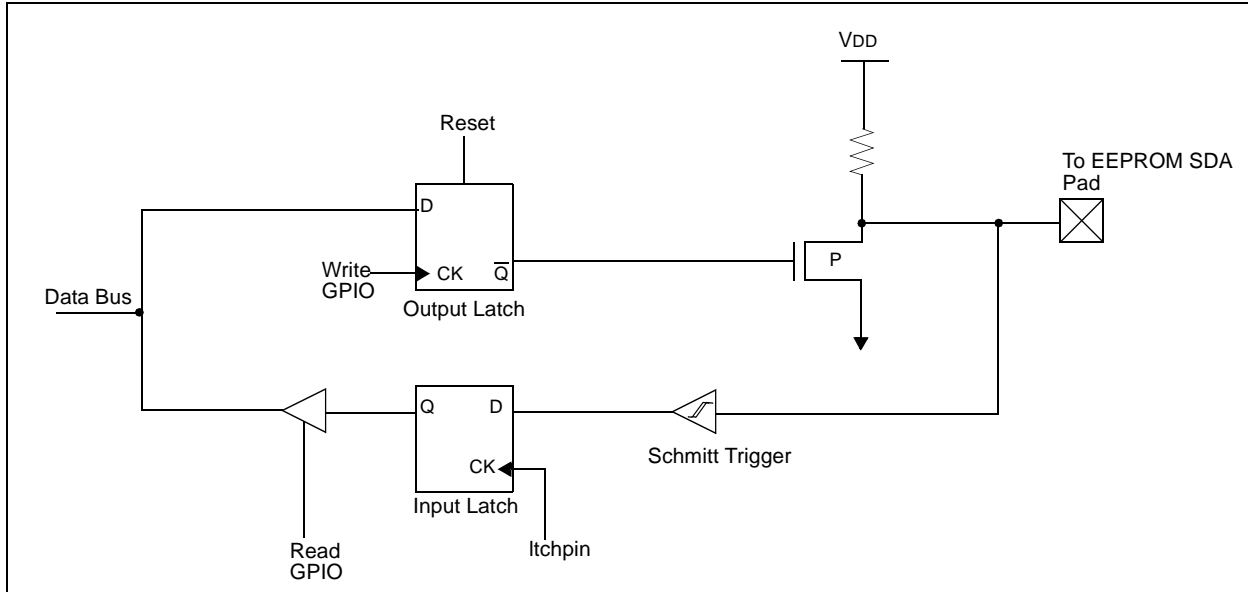 VDD
Reset
To EEPROM SDA
Pad
D
P
Write
GPIO
CK
Q
Data Bus
Output Latch
Q
D
Schmitt Trigger
CK
Input Latch
Read
GPIO
ltchpin